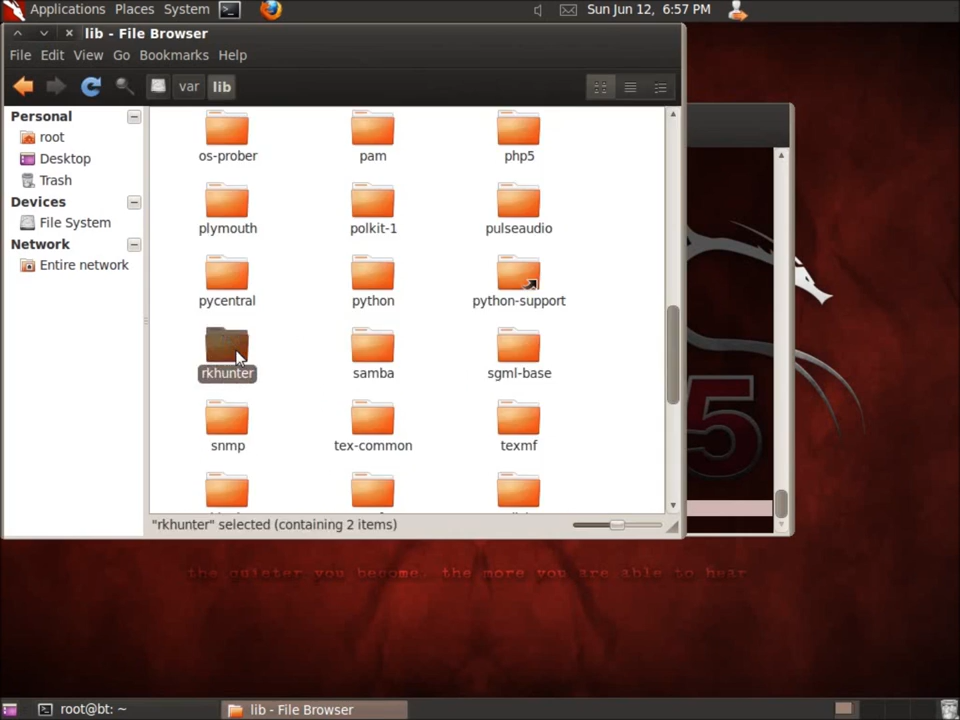 Applications Places System Sun Jun 12, 6:57 PM
lib - File Browser
File Edit View Go Bookmarks Help
var lib
Personal
root
Desktop
Trash
Devices
File System
Network
Entire network
os-prober pam php5
plymouth polkit-1 pulseaudio
pycentral python python-support
rkhunter samba sgml-base
snmp tex-common texmf
"rkhunter" selected (containing 2 items)
5
the quieter you become, the more you are able to hear
root@bt: ~ lib - File Browser